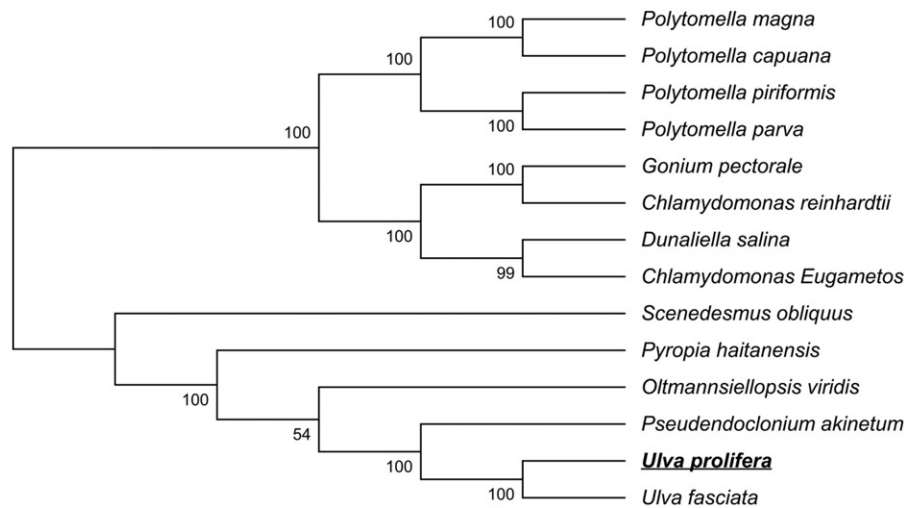 100 Polytomella magna
100 Polytomella capuana
Polytomella piriformis
100 Polytomella parva
100
100 Gonium pectorale
Chlamydomonas reinhardtii
100 Dunaliella salina
99 Chlamydomonas Eugametos
Scenedesmus obliquus
Pyropia haitanensis
100 Oltmannsiellopsis viridis
54 Pseudendoclonium akinetum
100 Ulva prolifera
100 Ulva fasciata